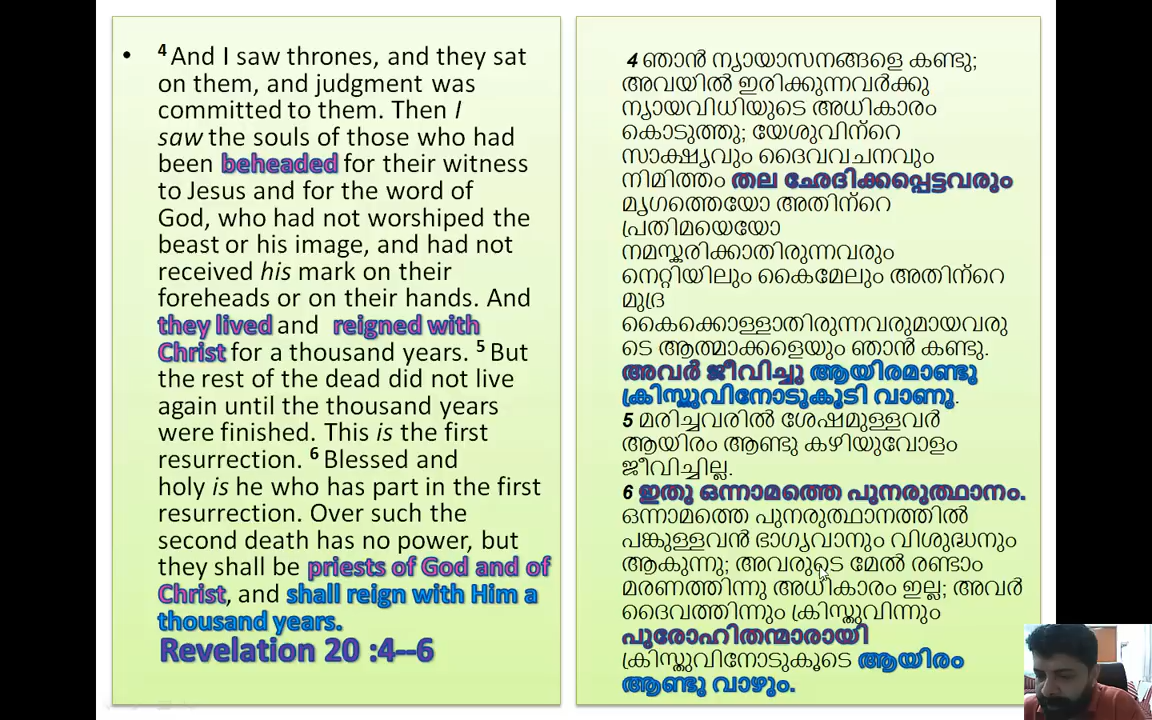 • 4 And I saw thrones, and they sat
on them, and judgment was
committed to them. Then I
saw the souls of those who had
been beheaded for their witness
to Jesus and for the word of
God, who had not worshiped the
beast or his image, and had not
received his mark on their
foreheads or on their hands. And
they lived and reigned with
Christ for a thousand years. 5 But
the rest of the dead did not live
again until the thousand years
were finished. This is the first
resurrection. 6 Blessed and
holy is he who has part in the first
resurrection. Over such the
second death has no power, but
they shall be priests of God and of
Christ, and shall reign with Him a
thousand years.
Revelation 20 :4--6
4 ഞാൻ ന്യായാസനങ്ങളെ കണ്ടു;
അവയിൽ ഇരിക്കുന്നവർക്കു
ന്യായവിധിയുടെ അധികാരം
കൊടുത്തു; യേശുവിന്റെ
സാക്ഷ്യവും ദൈവവചനവും
നിമിത്തം തല ഛേദിക്കപ്പെട്ടവരും
മൃഗത്തെയോ അതിന്റെ
പ്രതിമയെയോ
നമസ്കരിക്കാതിരുന്നവരും
നെറ്റിയിലും കൈമേലും അതിന്റെ
മുദ്ര
കൈക്കൊള്ളാതിരുന്നവരുമായവരു
ടെ ആത്മാക്കളെയും ഞാൻ കണ്ടു.
അവർ ജീവിച്ചു ആയിരമാണ്ടു
ക്രിസ്തുവിനോടുകൂടി വാണു.
5 മരിച്ചവരിൽ ശേഷമുള്ളവർ
ആയിരം ആണ്ടു കഴിയുവോളം
ജീവിച്ചില്ല.
6 ഇതു ഒന്നാമത്തെ പുനരുത്ഥാനം.
ഒന്നാമത്തെ പുനരുത്ഥാനത്തിൽ
പങ്കുള്ളവൻ ഭാഗ്യവാനും വിശുദ്ധനും
ആകുന്നു; അവരുടെ മേൽ രണ്ടാം
മരണത്തിന്നു അധികാരം ഇല്ല; അവർ
ദൈവത്തിന്നും ക്രിസ്തുവിന്നും
പുരോഹിതന്മാരായി
ക്രിസ്തുവിനോടുകൂടെ ആയിരം
ആണ്ടു വാഴും.